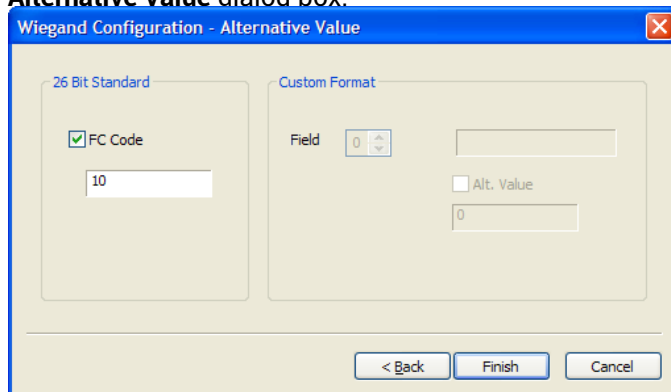 Alternative Value dialog box.
Wiegand Configuration - Alternative Value
26 Bit Standard
Custom Format
FC Code
Field
0
10
Alt. Value
0
< Back
Finish
Cancel